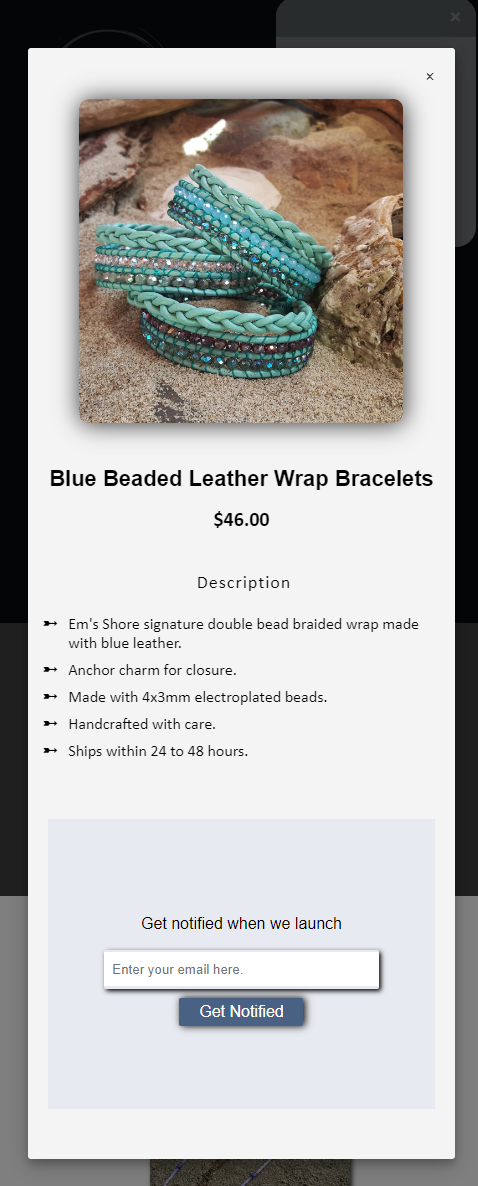 ×
×
Blue Beaded Leather Wrap Bracelets
$46.00
Description
➳ Em's Shore signature double bead braided wrap made
with blue leather.
➳ Anchor charm for closure.
➳ Made with 4x3mm electroplated beads.
➳ Handcrafted with care.
➳ Ships within 24 to 48 hours.
Get notified when we launch
Enter your email here.
Get Notified